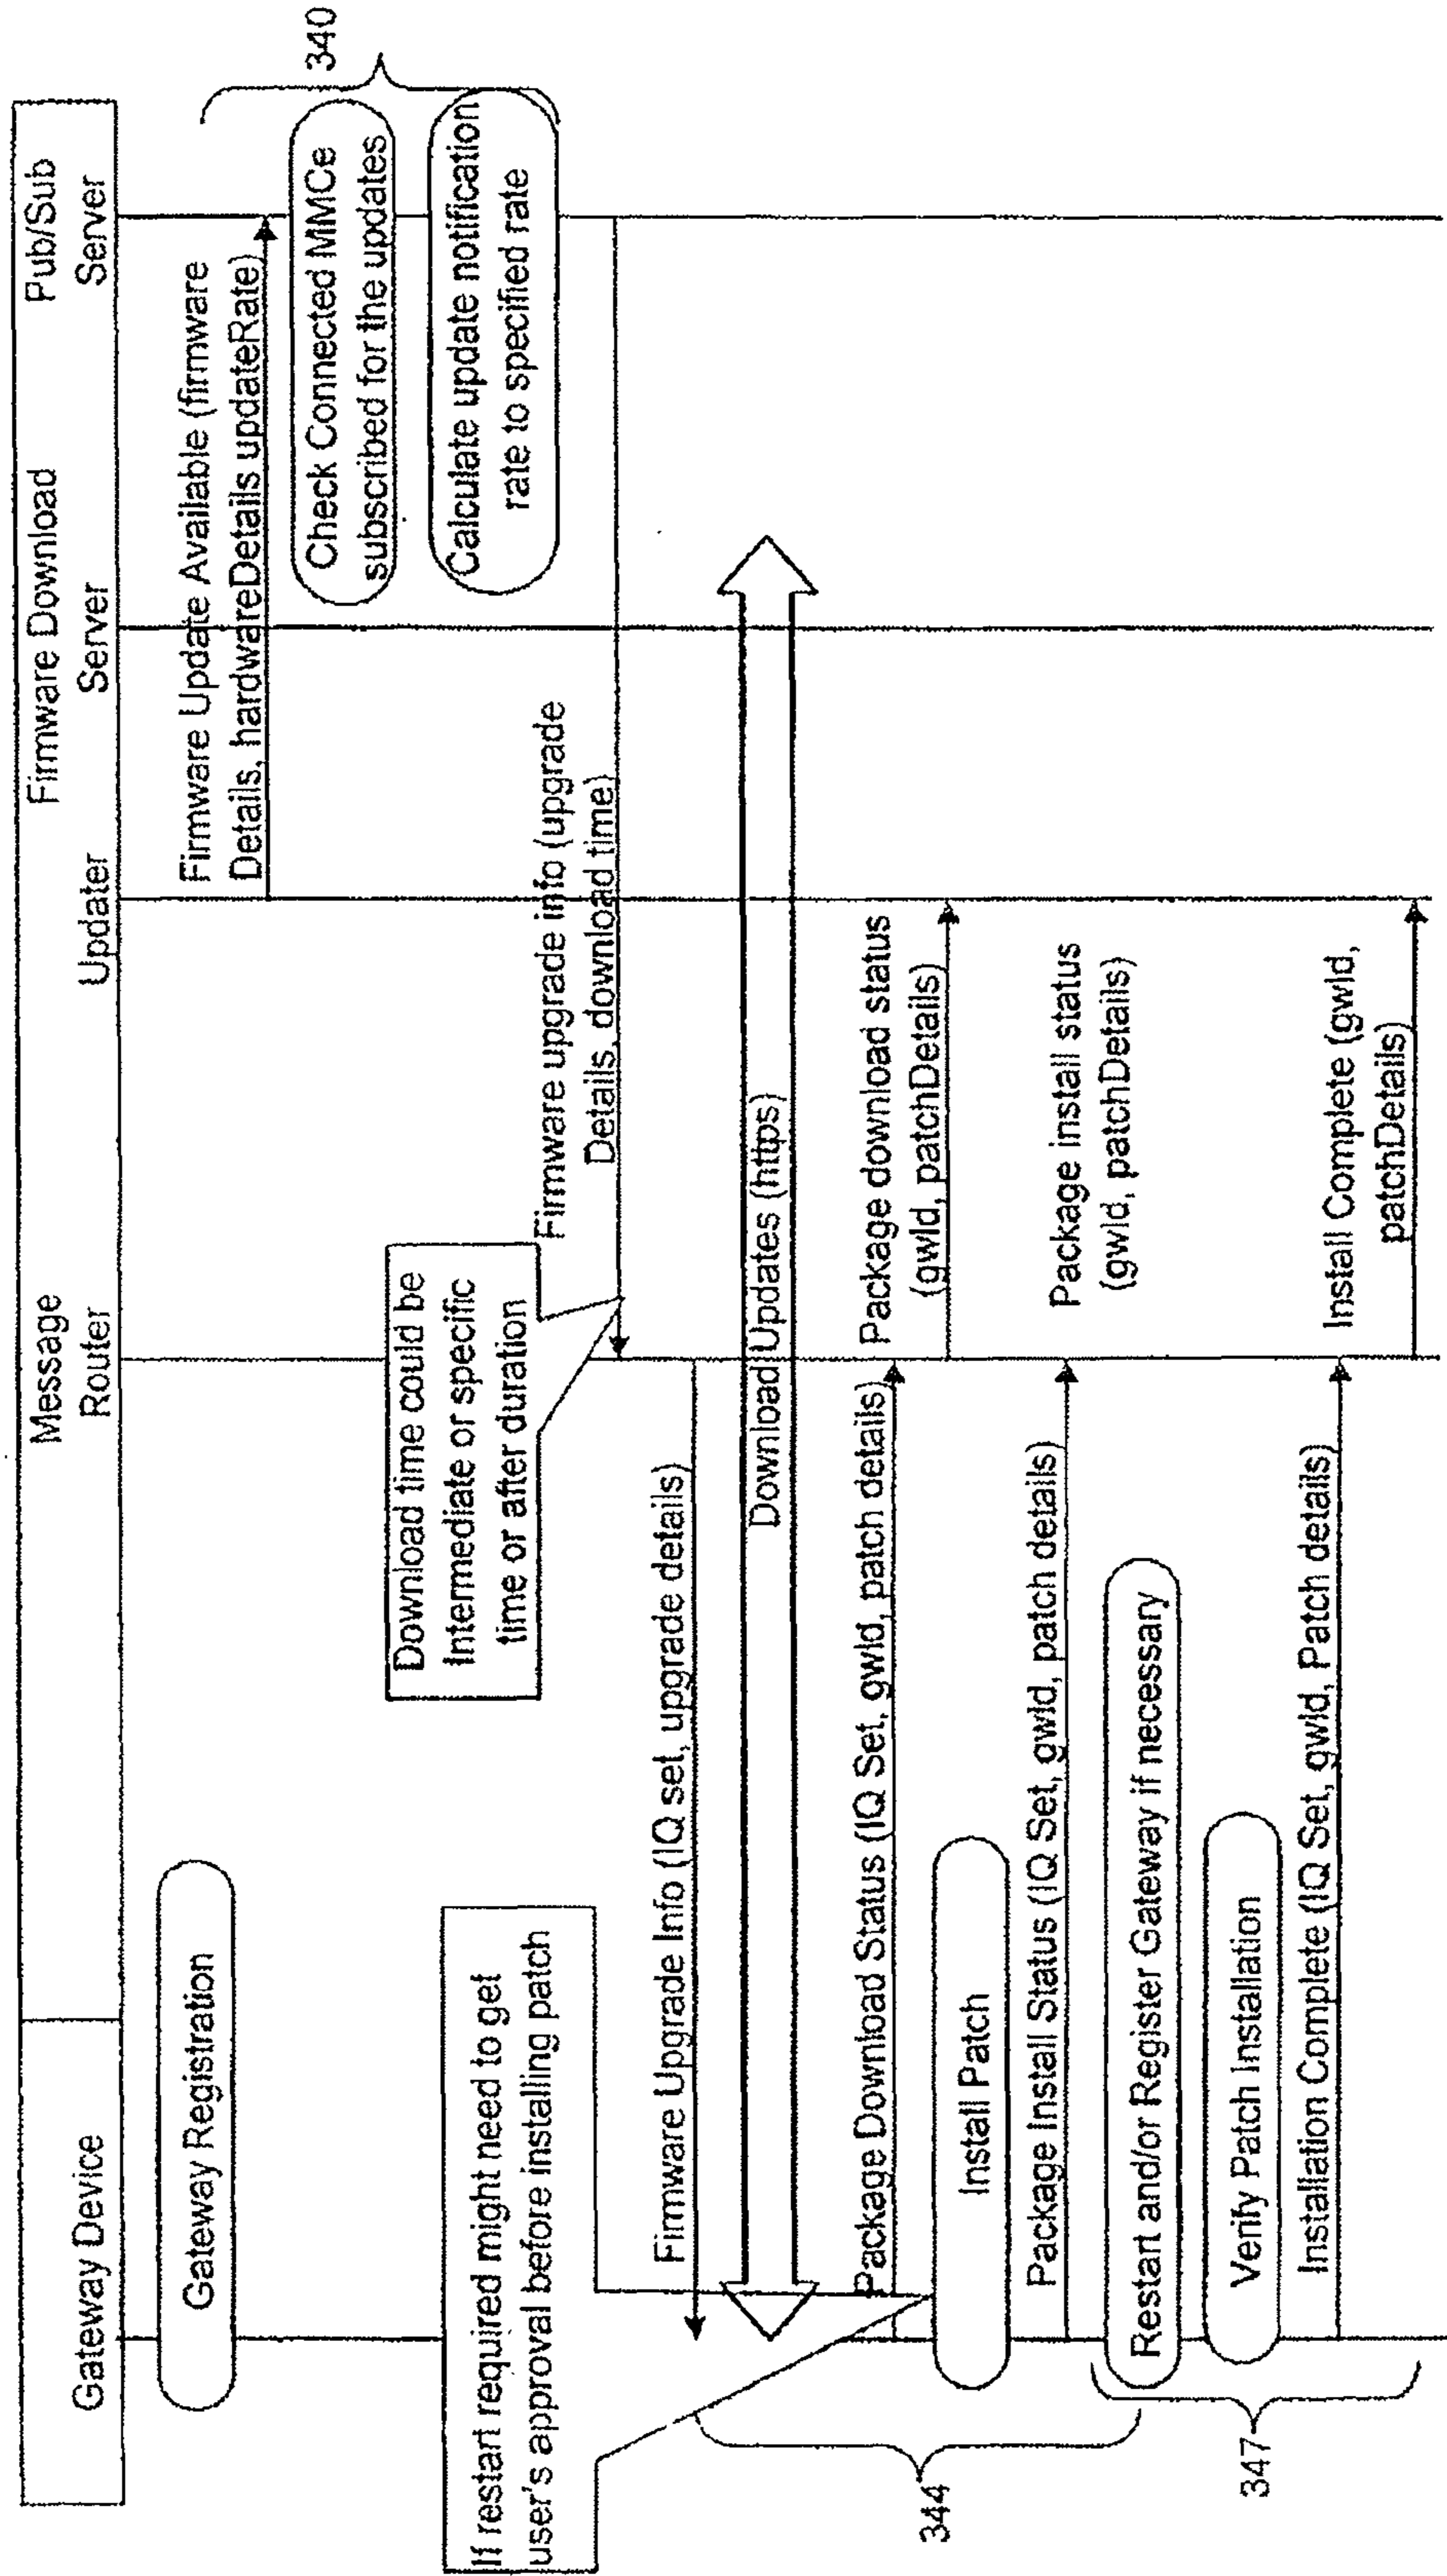 Gateway Device
Message
Router
Updater
Firmware Download
Server
Pub/Sub
Server
Gateway Registration
Firmware Update Available (firmware
Details, hardwareDetails updateRate)
340
Check Connected MMCe
subscribed for the updates
Calculate update notification
rate to specified rate
Download time could be
Intermediate or specific
time or after duration
If restart required might need to get
user's approval before installing patch
Firmware upgrade info (upgrade
Details, download time)
Firmware Upgrade Info (IQ set, upgrade details)
Download Updates (https)
Package Download Status (IQ Set, gwId, patch details)
Package download status
(gwId, patchDetails)
Install Patch
344
Package Install Status (IQ Set, gwId, patch details)
Package install status
(gwId, patchDetails)
Restart and/or Register Gateway if necessary
Verify Patch Installation
347
Installation Complete (IQ Set, gwId, Patch details)
Install Complete (gwId,
patchDetails)